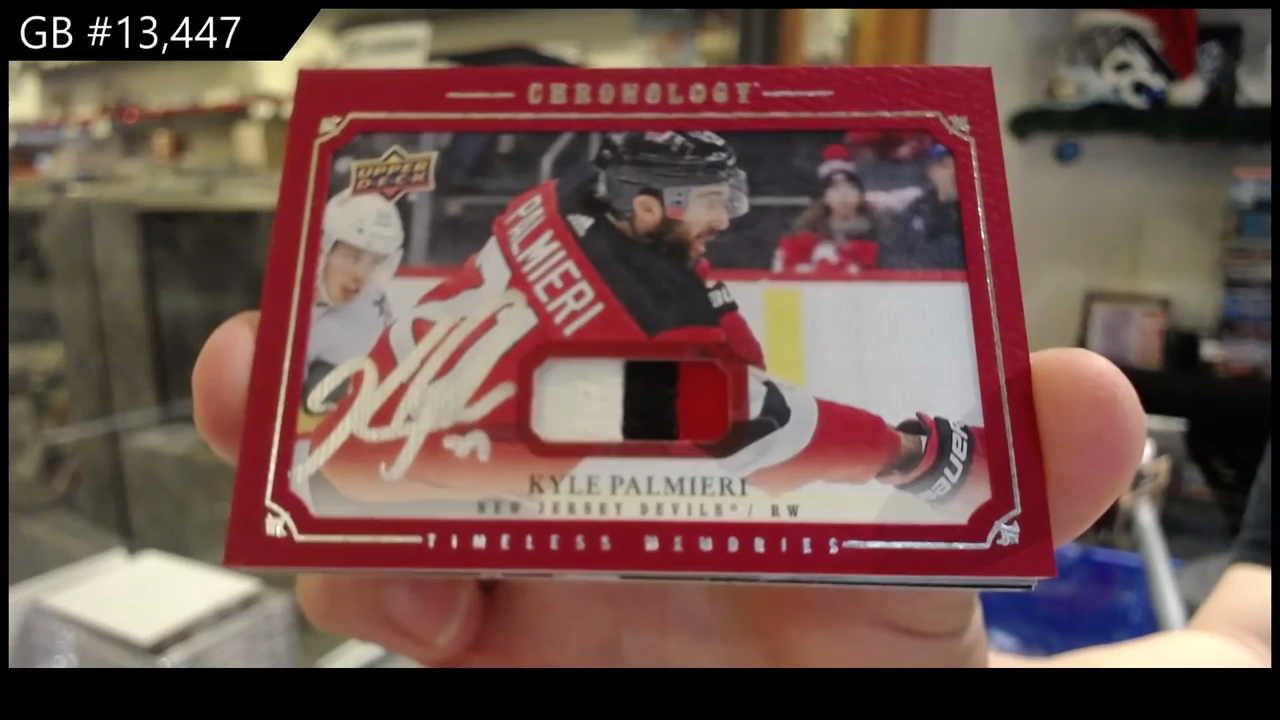 GB #13,447
CHRONOLOGY
UPPER
DECK
PALMIERI
KYLE PALMIERI
NEW JERSEY DEVILS® / RW
TIMELESS MEMORIES
BAUER